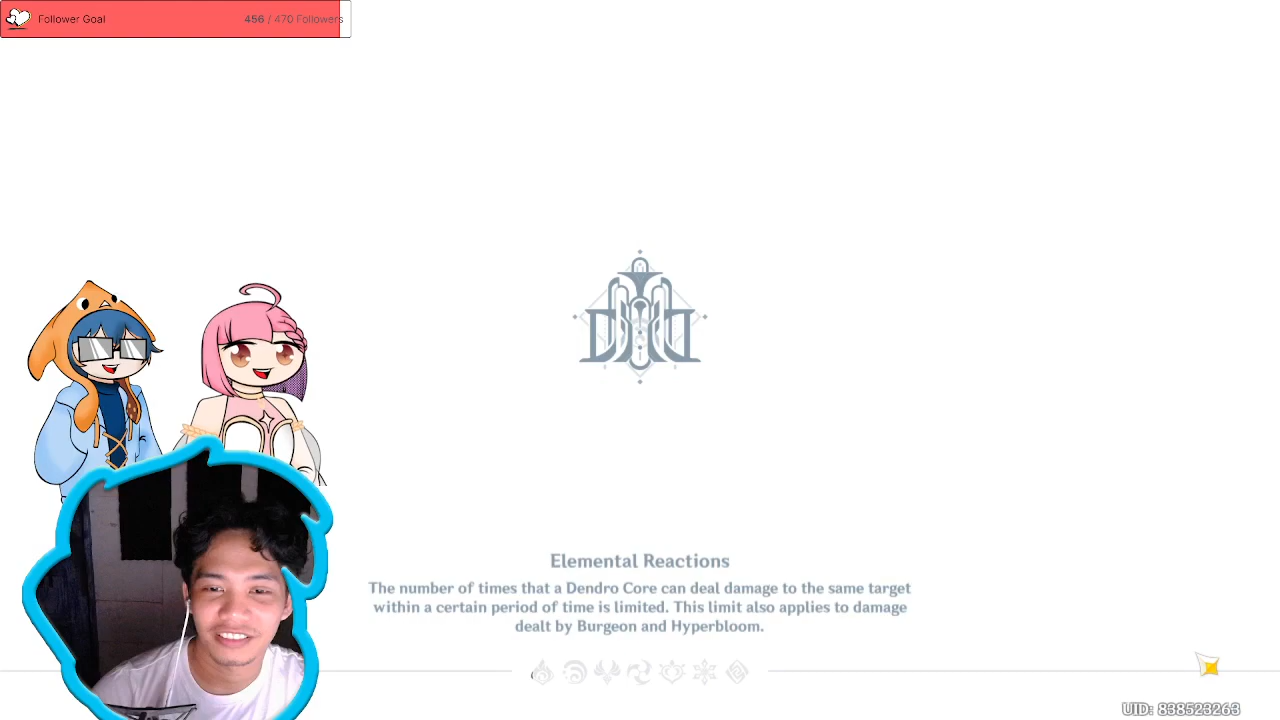 Follower Goal 456 / 470 Followers
Elemental Reactions
The number of times that a Dendro Core can deal damage to the same target
within a certain period of time is limited. This limit also applies to damage
dealt by Burgeon and Hyperbloom.
UID: 838523263